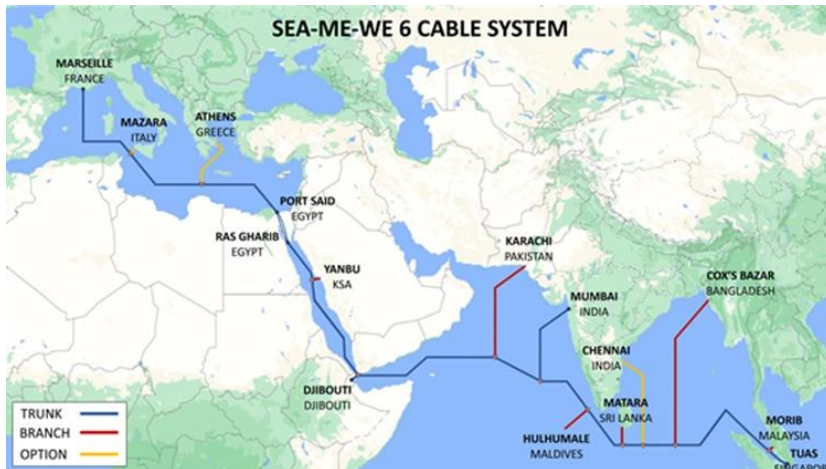 SEA-ME-WE 6 CABLE SYSTEM
MARSEILLE
FRANCE
MAZARA
ITALY
ATHENS
GREECE
PORT SAID
EGYPT
RAS GHARIB
EGYPT
YANBU
KSA
KARACHI
PAKISTAN
COX'S BAZAR
BANGLADESH
MUMBAI
INDIA
CHENNAI
INDIA
DJIBOUTI
DJIBOUTI
MATARA
SRI LANKA
HULHUMALE
MALDIVES
MORIB
MALAYSIA
TUAS
TRUNK
BRANCH
OPTION